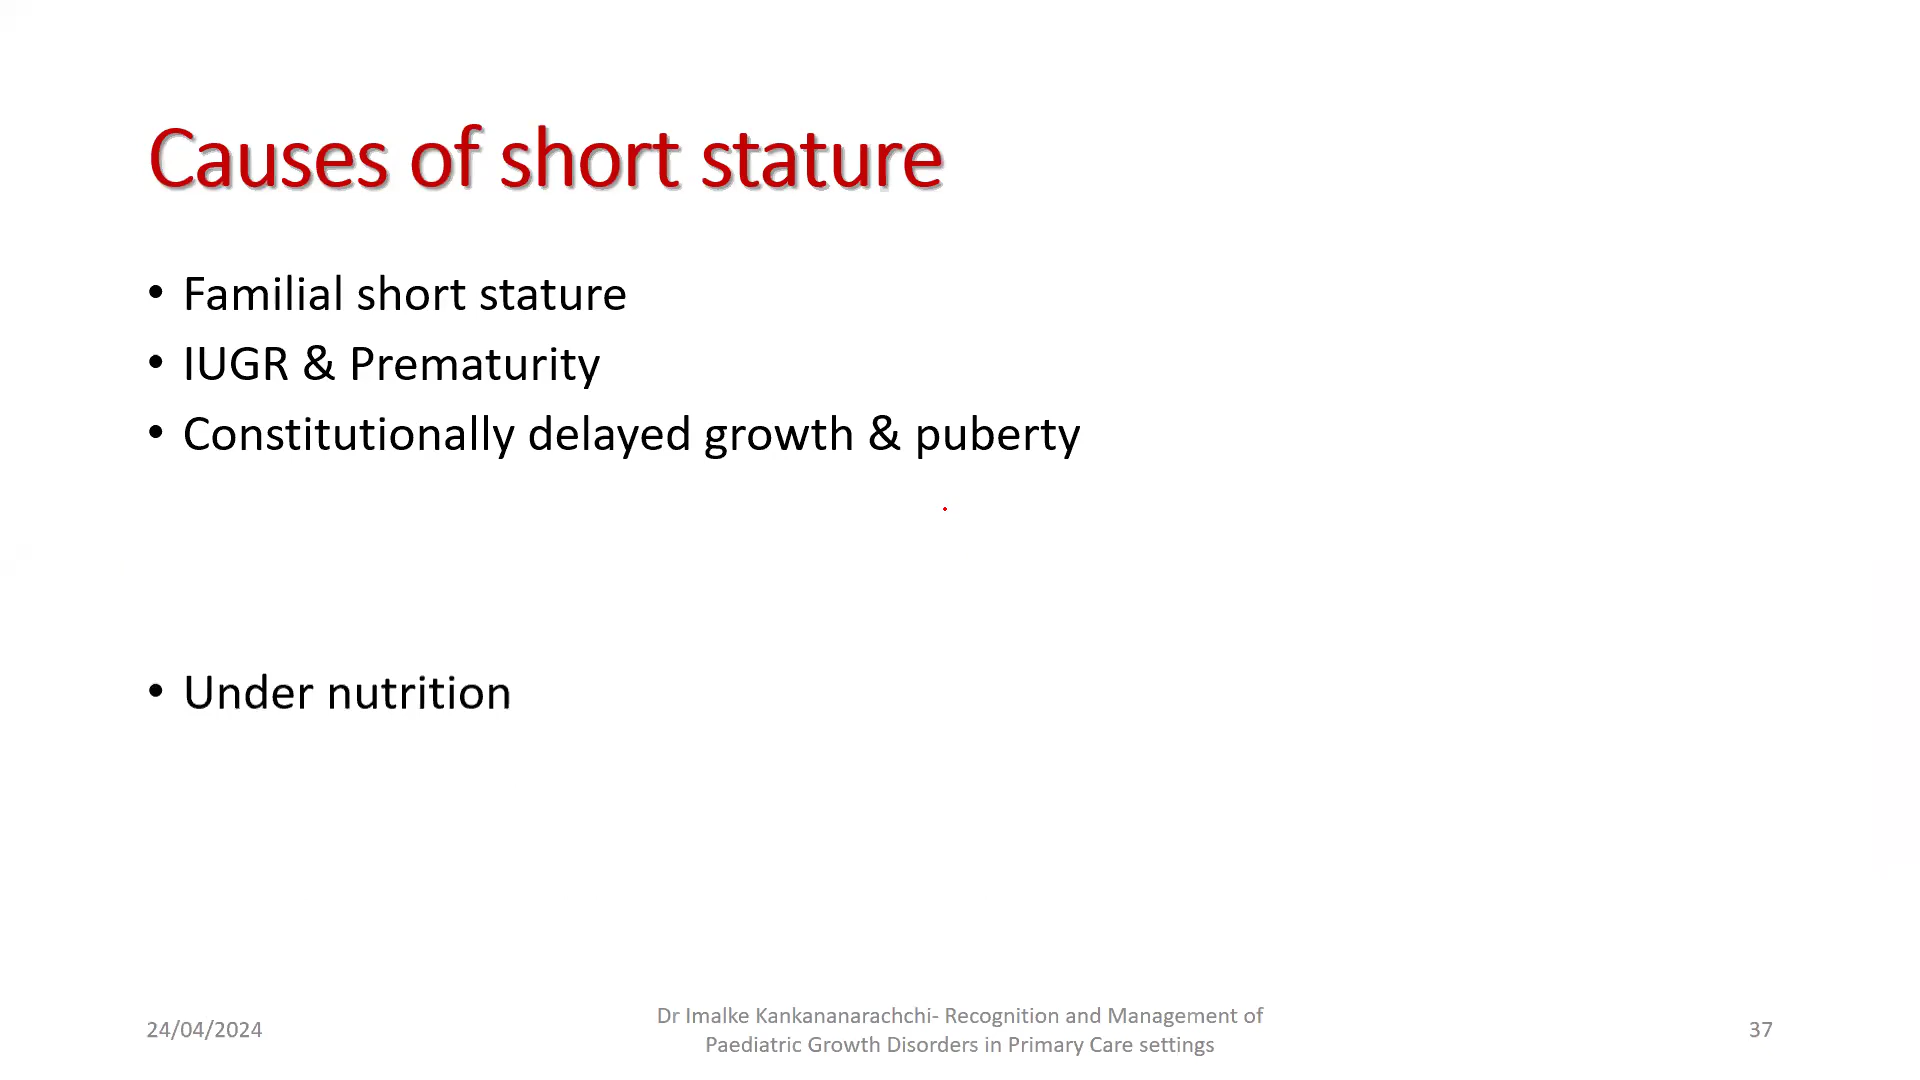 Causes of short stature
• Familial short stature
• IUGR & Prematurity
• Constitutionally delayed growth & puberty
• Under nutrition
24/04/2024
Dr Imalke Kankananarachchi- Recognition and Management of
Paediatric Growth Disorders in Primary Care settings
37